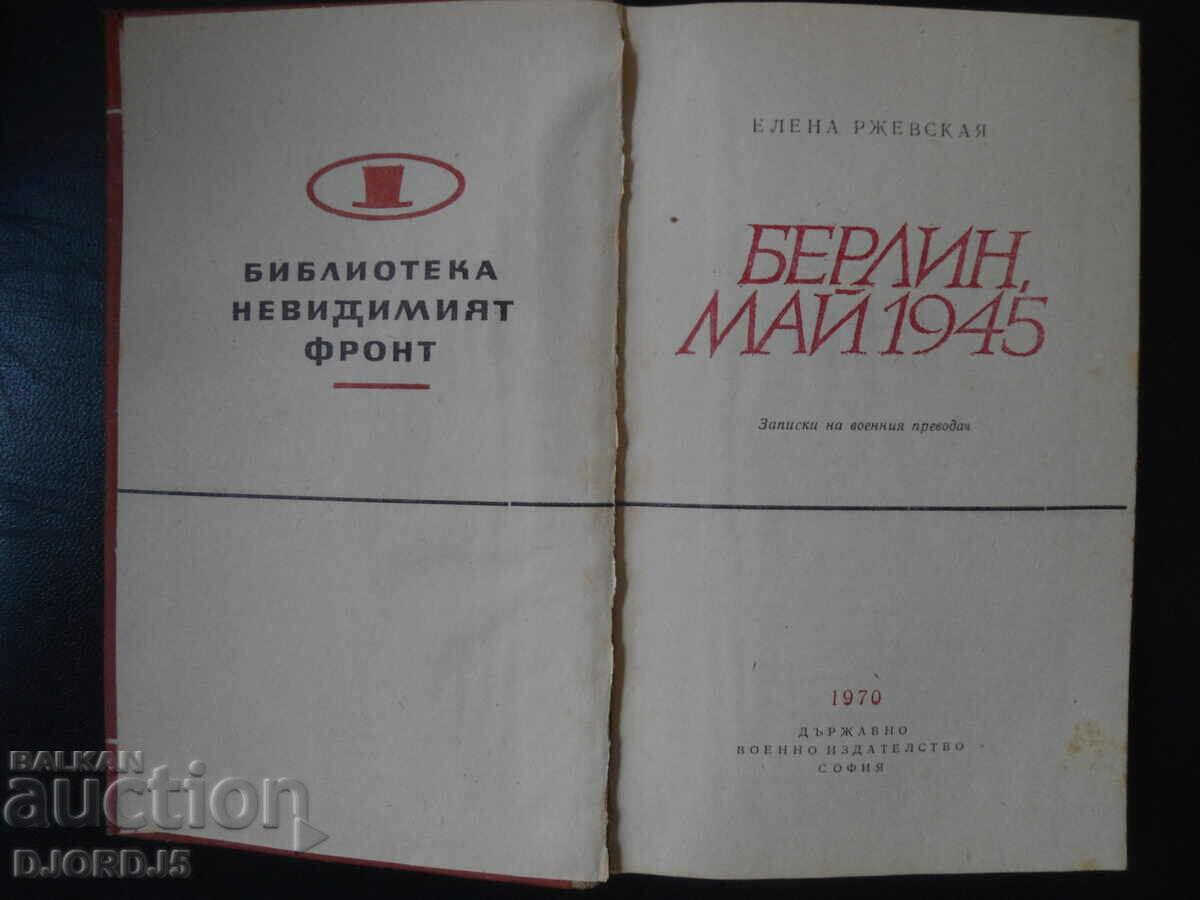 БИБЛИОТЕКА
НЕВИДИМИЯТ
ФРОНТ
ЕЛЕНА РЖЕВСКАЯ
БЕРЛИН,
МАЙ 1945
Записки на военния преводач
1970
ДЪРЖАВНО
ВОЕННО ИЗДАТЕЛСТВО
СОФИЯ
BALKAN
auction
DJORDJ5